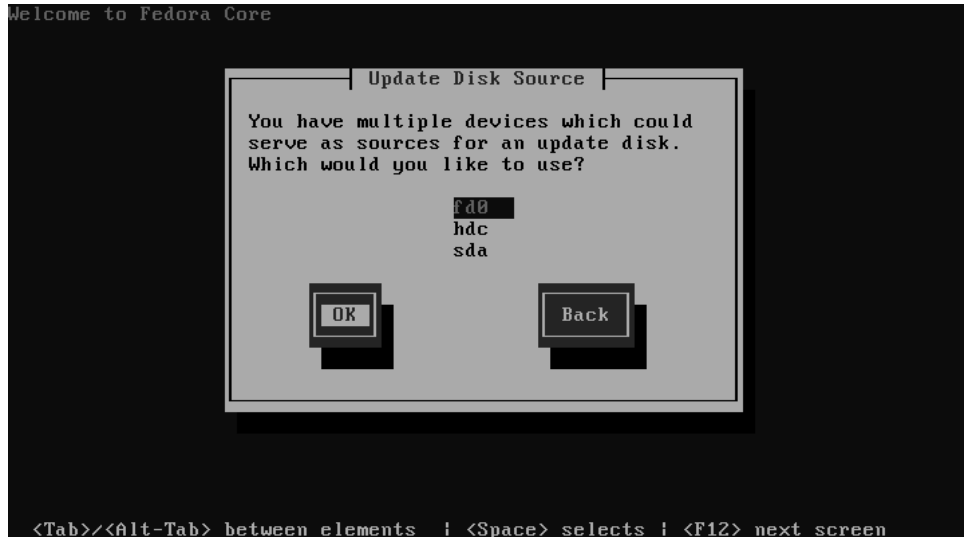 Welcome to Fedora Core
Update Disk Source
You have multiple devices which could
serve as sources for an update disk.
Which would you like to use?
fd0
hdc
sda
OK
Back
<Tab>/<Alt-Tab> between elements | <Space> selects | <F12> next screen